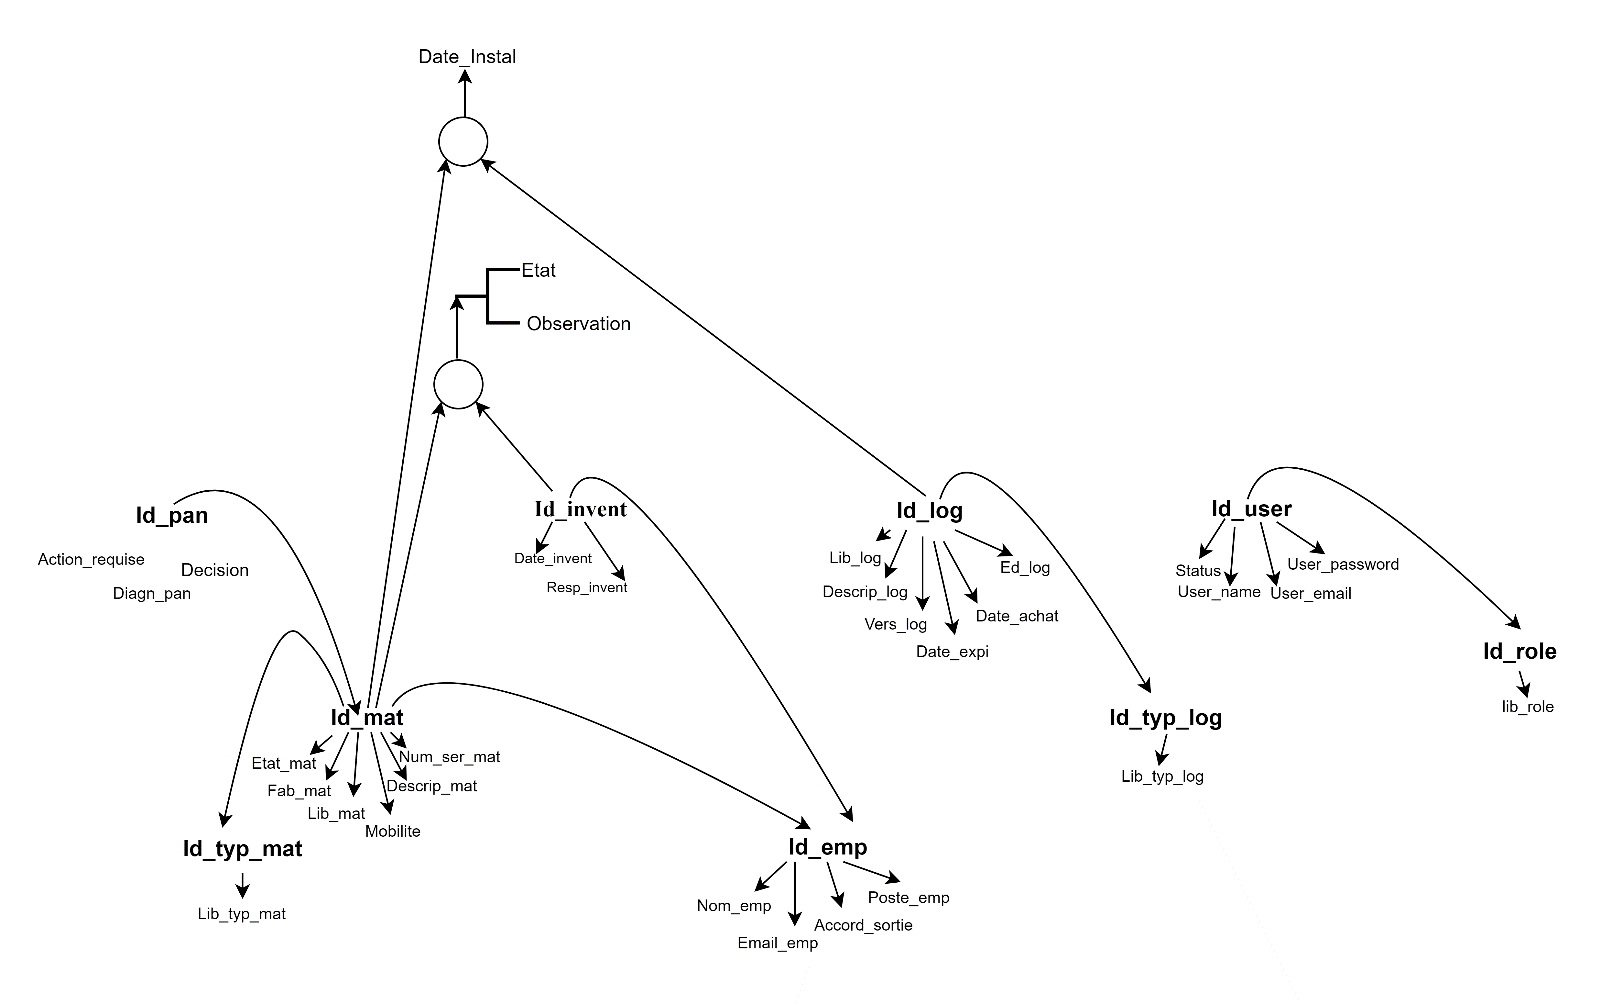 Date_Instal
Etat
Observation
Id_pan
Id_invent
Id_log
Id_user
Action_requise
Decision
Diagn_pan
Date_invent
Resp_invent
Lib_log
Ed_log
Descrip_log
Date_achat
Vers_log
Date_expi
Status
User_password
User_name
User_email
Id_role
lib_role
Id_mat
Id_typ_log
Lib_typ_log
Etat_mat
Num_ser_mat
Fab_mat
Descrip_mat
Lib_mat
Mobilite
Id_typ_mat
Lib_typ_mat
Id_emp
Nom_emp
Poste_emp
Accord_sortie
Email_emp